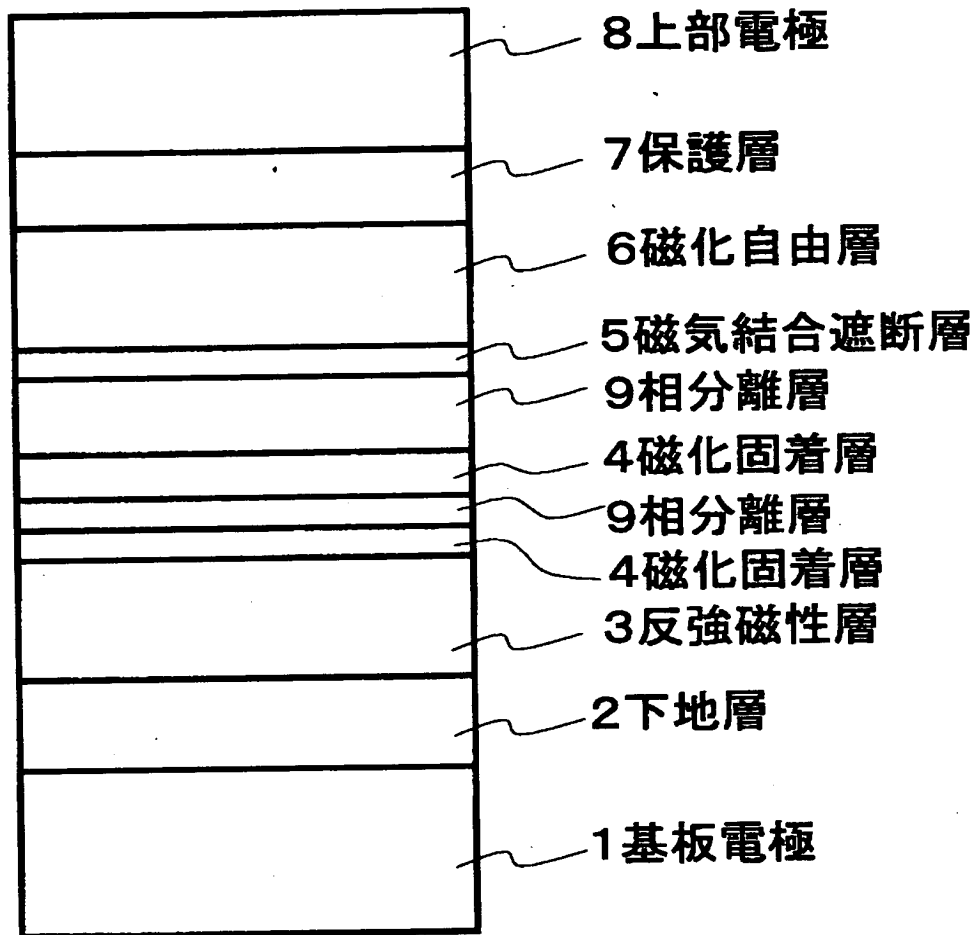 8上部電極
7保護層
6磁化自由層
5磁気結合遮断層
9相分離層
4磁化固着層
9相分離層
4磁化固着層
3反強磁性層
2下地層
1基板電極